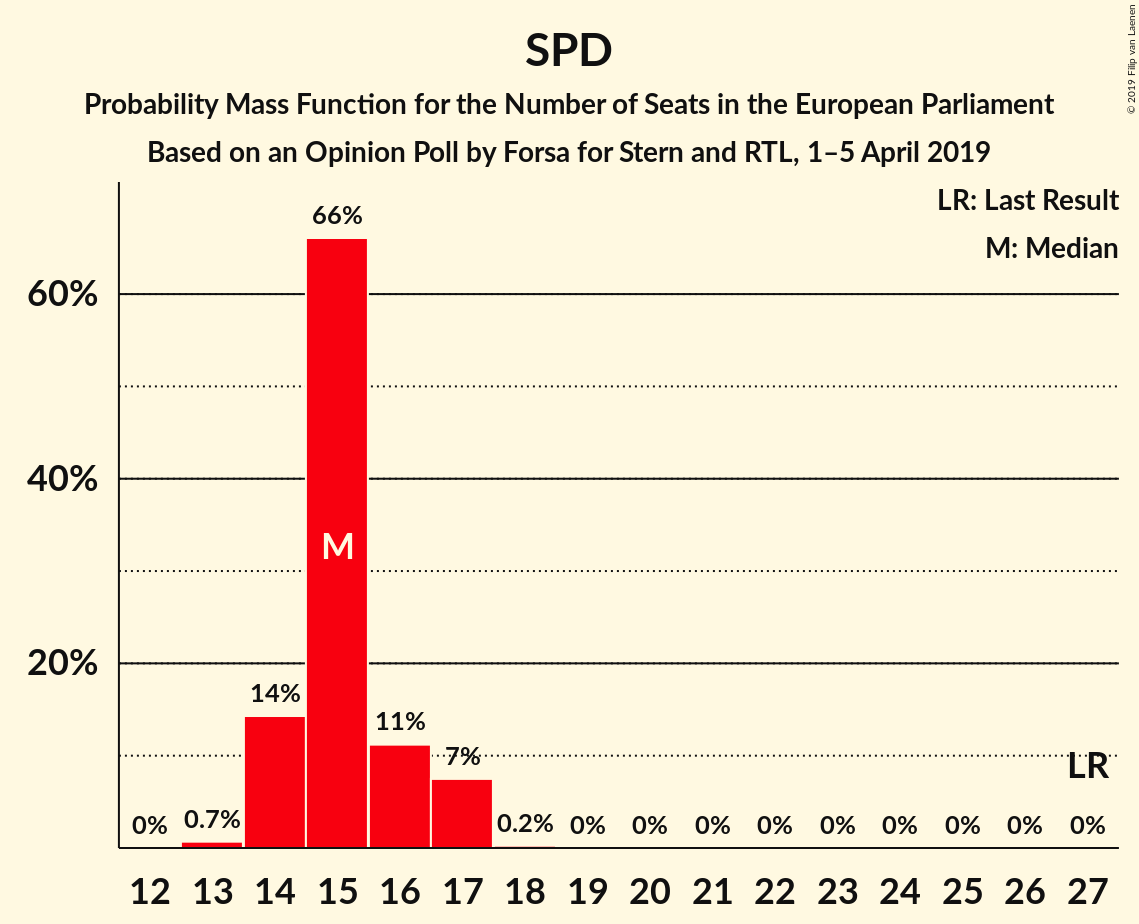 SPD
Probability Mass Function for the Number of Seats in the European Parliament
Based on an Opinion Poll by Forsa for Stern and RTL, 1–5 April 2019
© 2019 Filip van Laenen
LR: Last Result
M: Median
60%
40%
20%
0%
0.7%
14%
66%
M
11%
7%
0.2%
0%
0%
0%
0%
0%
0%
0%
0%
0%
LR
12 13 14 15 16 17 18 19 20 21 22 23 24 25 26 27